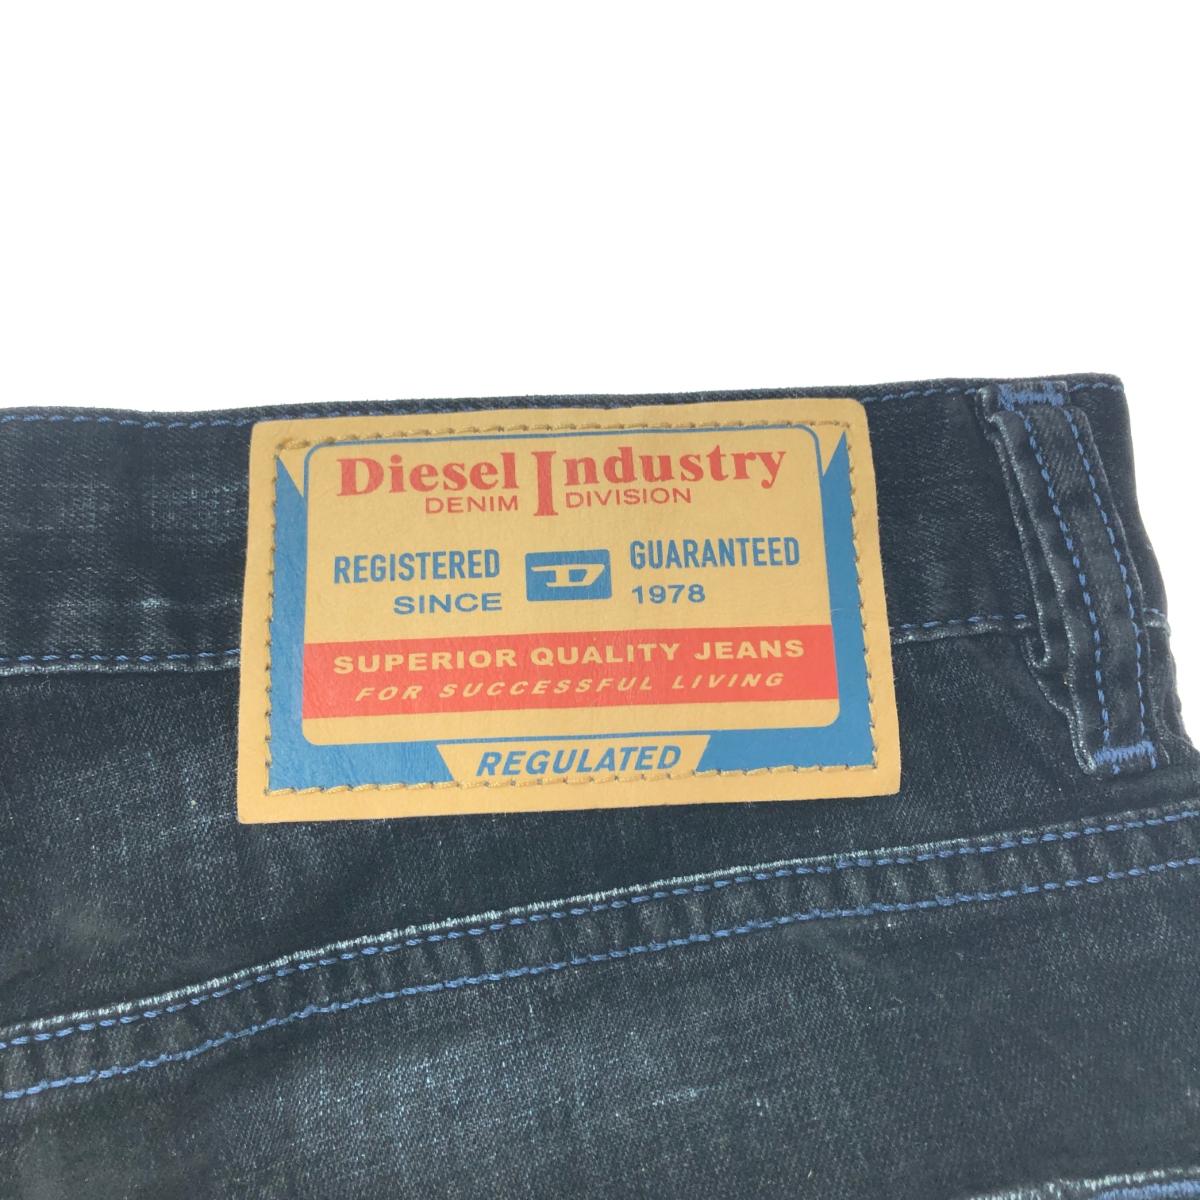 Diesel Industry
DENIM DIVISION
REGISTERED D GUARANTEED
SINCE 1978
SUPERIOR QUALITY JEANS
FOR SUCCESSFUL LIVING
REGULATED